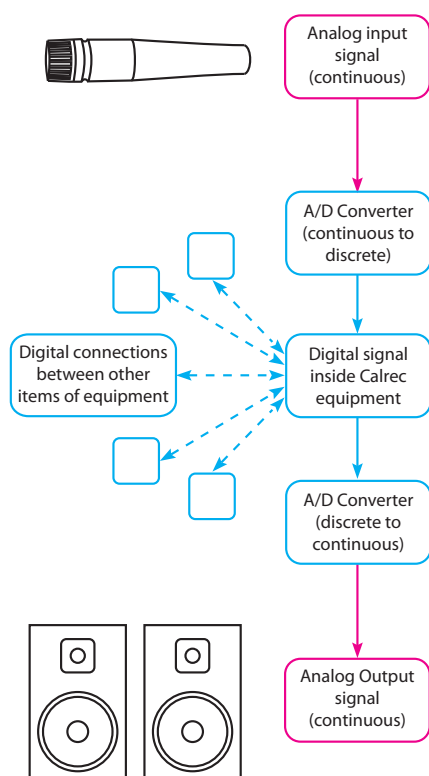 Analog input
signal
(continuous)
A/D Converter
(continuous to
discrete)
Digital connections
between other
items of equipment
Digital signal
inside Calrec
equipment
A/D Converter
(discrete to
continuous)
Analog Output
signal
(continuous)